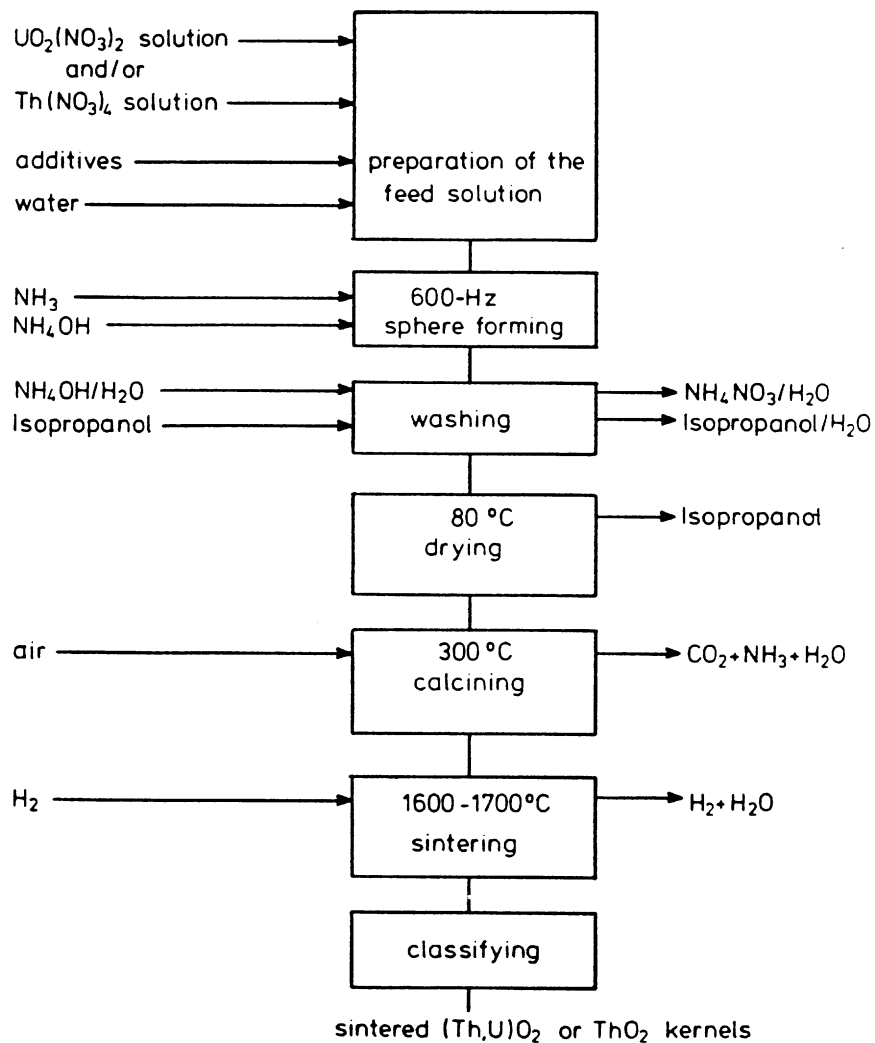 UO₂(NO₃)₂ solution
and/or
Th(NO₃)₄ solution
additives
water
preparation of the
feed solution
NH₃
NH₄OH
600-Hz
sphere forming
NH₄OH/H₂O
Isopropanol
washing
NH₄NO₃/H₂O
Isopropanol/H₂O
80 °C
drying
Isopropanol
air
300 °C
calcining
CO₂+NH₃+H₂O
H₂
1600-1700°C
sintering
H₂+H₂O
classifying
sintered (Th,U)O₂ or ThO₂ kernels